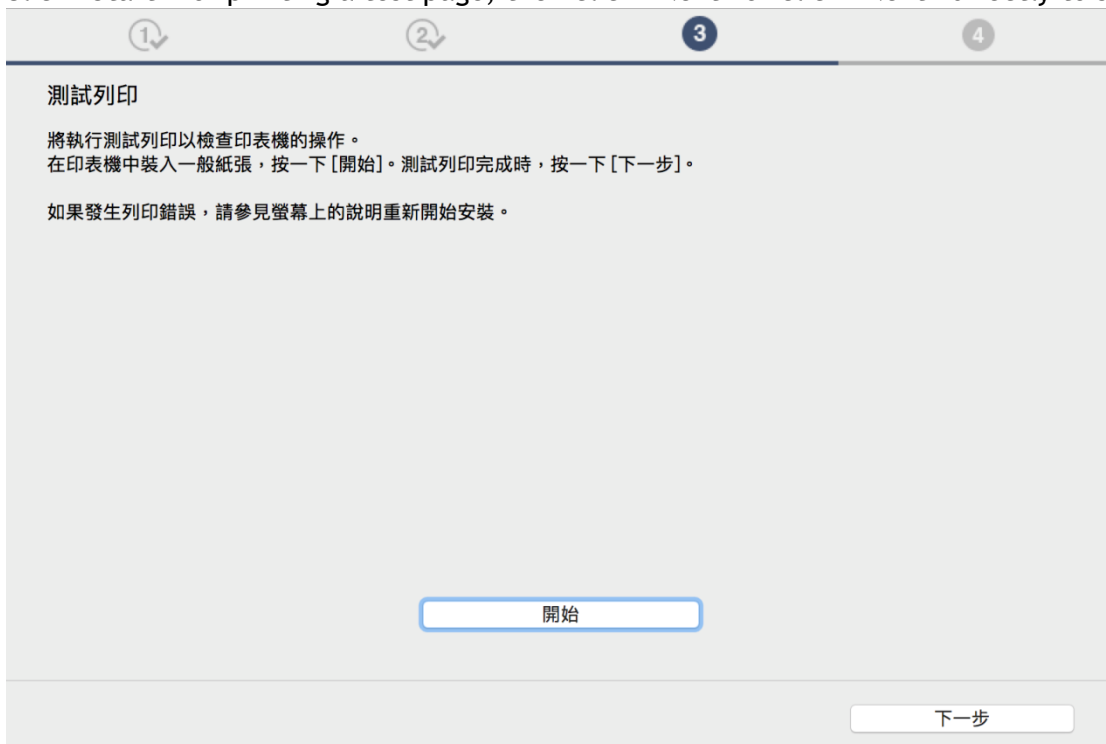 1
2
3
4
測試列印
將執行測試列印以檢查印表機的操作。
在印表機中裝入一般紙張，按一下[開始]。測試列印完成時，按一下[下一步]。
如果發生列印錯誤，請參見螢幕上的說明重新開始安裝。
開始
下一步